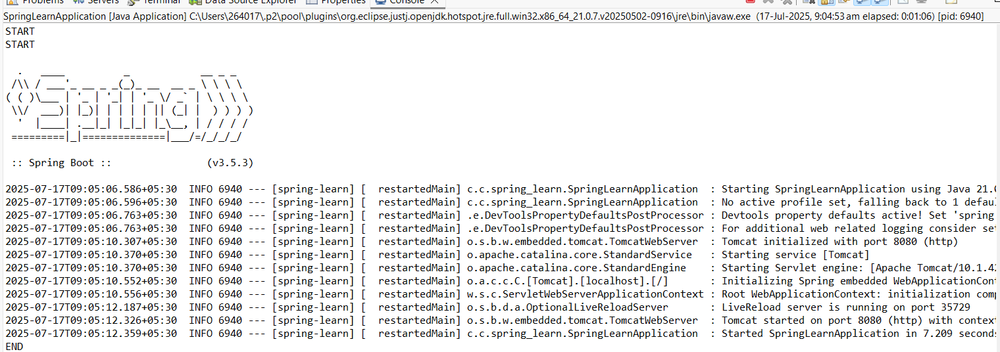 Problems Servers Terminal Data Source Explorer Properties Console
SpringLearnApplication [Java Application] C:\Users\264017\.p2\pool\plugins\org.eclipse.justj.openjdk.hotspot.jre.full.win32.x86_64_21.0.7.v20250502-0916\jre\bin\javaw.exe (17-Jul-2025, 9:04:53 am elapsed: 0:01:06) [pid: 6940]
START
START
  .   ____          _            __ _ _
 /\\ / ___'_ __ _ _(_)_ __  __ _ \ \ \ \
( ( )\___ | '_ | '_| | '_ \/ _` | \ \ \ \
 \\/  ___)| |_)| | | | | || (_| |  ) ) ) )
  '  |____| .__|_| |_|_| |_\__, | / / / /
 =========|_|==============|___/=/_/_/_/
 :: Spring Boot ::                (v3.5.3)
2025-07-17T09:05:06.586+05:30  INFO 6940 --- [spring-learn] [  restartedMain] c.c.spring_learn.SpringLearnApplication  : Starting SpringLearnApplication using Java 21.0
2025-07-17T09:05:06.596+05:30  INFO 6940 --- [spring-learn] [  restartedMain] c.c.spring_learn.SpringLearnApplication  : No active profile set, falling back to 1 defau
2025-07-17T09:05:06.763+05:30  INFO 6940 --- [spring-learn] [  restartedMain] .e.DevToolsPropertyDefaultsPostProcessor : Devtools property defaults active! Set 'spring
2025-07-17T09:05:06.763+05:30  INFO 6940 --- [spring-learn] [  restartedMain] .e.DevToolsPropertyDefaultsPostProcessor : For additional web related logging consider set
2025-07-17T09:05:10.307+05:30  INFO 6940 --- [spring-learn] [  restartedMain] o.s.b.w.embedded.tomcat.TomcatWebServer  : Tomcat initialized with port 8080 (http)
2025-07-17T09:05:10.370+05:30  INFO 6940 --- [spring-learn] [  restartedMain] o.apache.catalina.core.StandardService   : Starting service [Tomcat]
2025-07-17T09:05:10.370+05:30  INFO 6940 --- [spring-learn] [  restartedMain] o.apache.catalina.core.StandardEngine    : Starting Servlet engine: [Apache Tomcat/10.1.42
2025-07-17T09:05:10.552+05:30  INFO 6940 --- [spring-learn] [  restartedMain] o.a.c.c.C.[Tomcat].[localhost].[/]       : Initializing Spring embedded WebApplicationCont
2025-07-17T09:05:10.556+05:30  INFO 6940 --- [spring-learn] [  restartedMain] w.s.c.ServletWebServerApplicationContext : Root WebApplicationContext: initialization comp
2025-07-17T09:05:12.187+05:30  INFO 6940 --- [spring-learn] [  restartedMain] o.s.b.d.a.OptionalLiveReloadServer       : LiveReload server is running on port 35729
2025-07-17T09:05:12.326+05:30  INFO 6940 --- [spring-learn] [  restartedMain] o.s.b.w.embedded.tomcat.TomcatWebServer  : Tomcat started on port 8080 (http) with context
2025-07-17T09:05:12.359+05:30  INFO 6940 --- [spring-learn] [  restartedMain] c.c.spring_learn.SpringLearnApplication  : Started SpringLearnApplication in 7.209 seconds
END